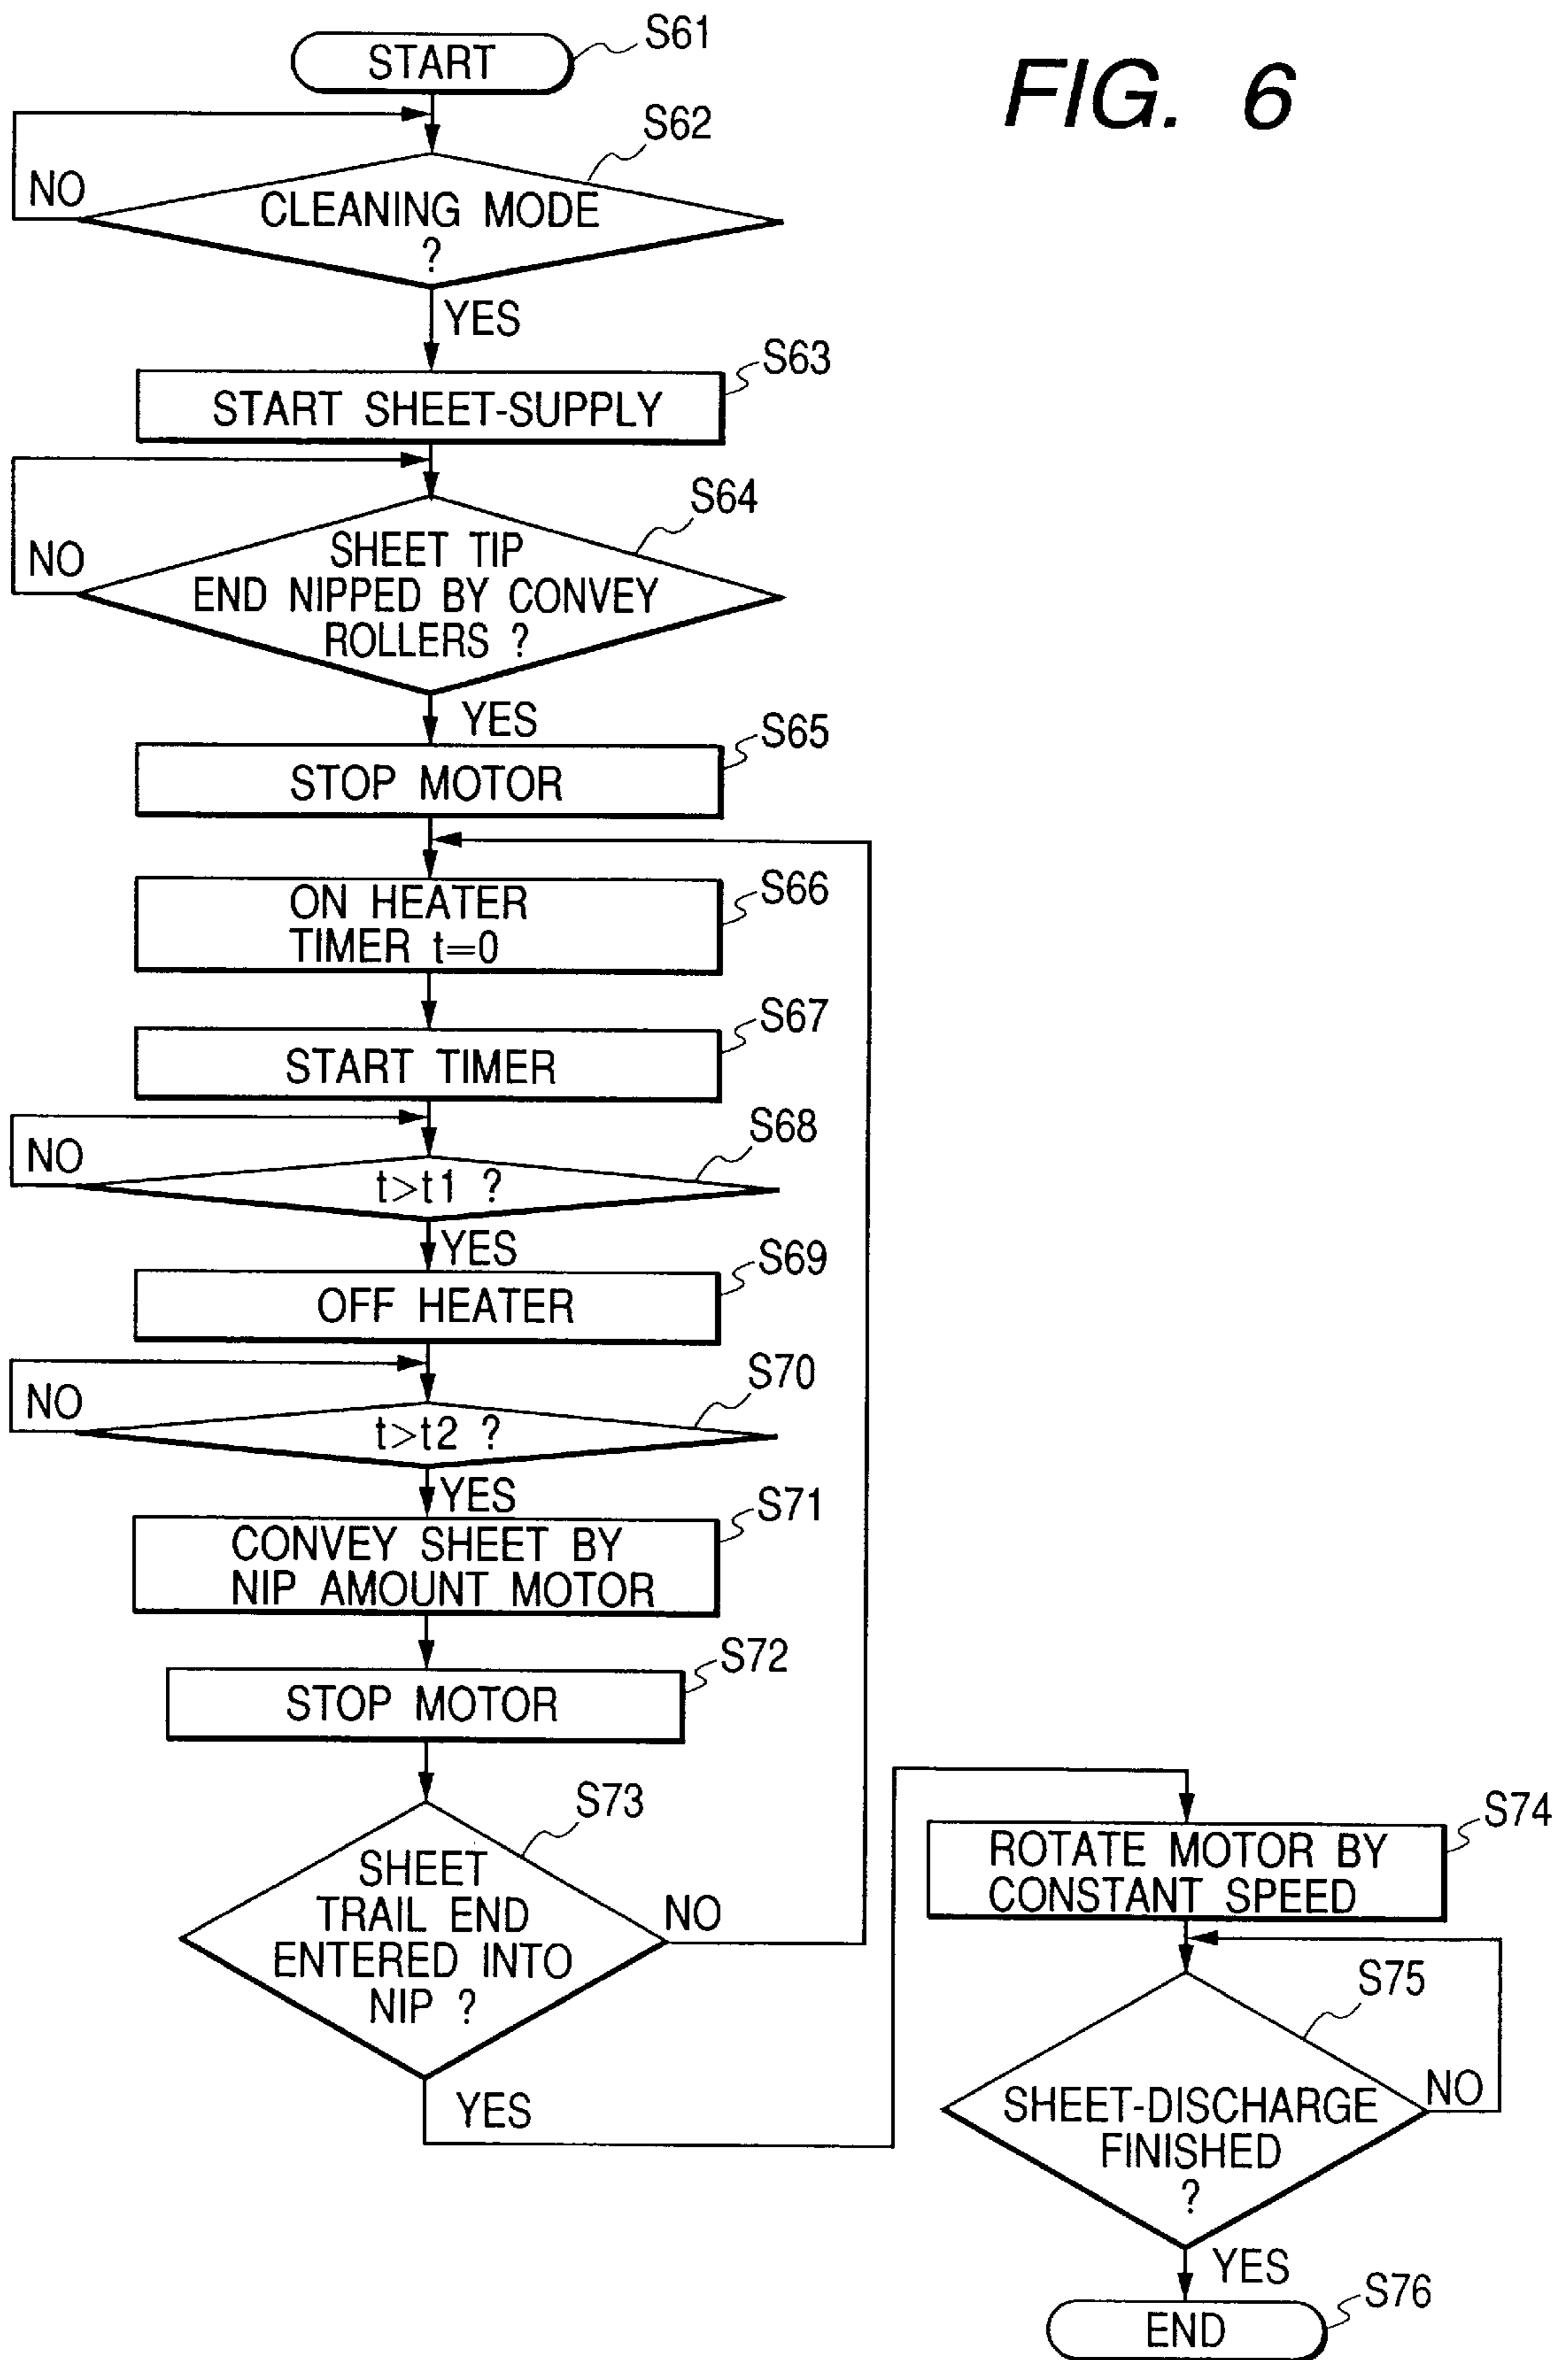 FIG. 6
START
S61
S62
NO
CLEANING MODE
?
YES
S63
START SHEET-SUPPLY
S64
NO
SHEET TIP
END NIPPED BY CONVEY
ROLLERS ?
YES
S65
STOP MOTOR
S66
ON HEATER
TIMER t=0
S67
START TIMER
S68
NO
t>t1 ?
YES
S69
OFF HEATER
S70
NO
t>t2 ?
YES
S71
CONVEY SHEET BY
NIP AMOUNT MOTOR
S72
STOP MOTOR
S73
SHEET
TRAIL END
ENTERED INTO
NIP ?
NO
YES
S74
ROTATE MOTOR BY
CONSTANT SPEED
S75
SHEET-DISCHARGE
FINISHED
?
NO
YES
S76
END